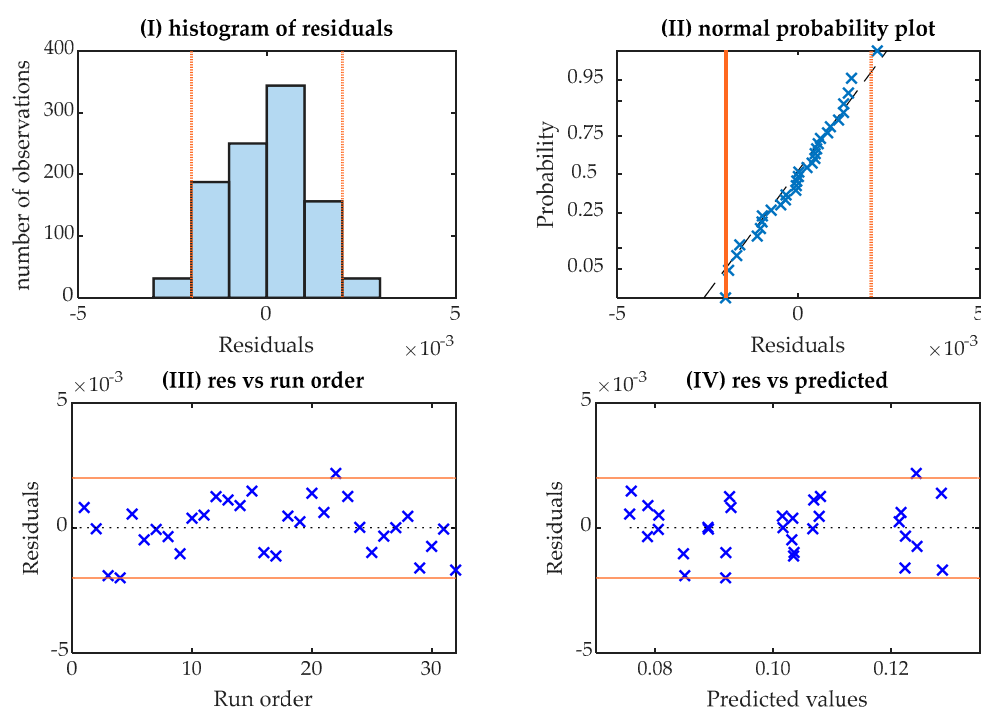 (I) histogram of residuals
number of observations
400
300
200
100
0
-5
0
5
Residuals
×10-3
(II) normal probability plot
Probability
0.95
0.75
0.5
0.25
0.05
-5
0
5
Residuals
×10-3
(III) res vs run order
×10-3
Residuals
5
0
-5
0
10
20
30
Run order
(IV) res vs predicted
×10-3
Residuals
5
0
-5
0.08
0.10
0.12
Predicted values